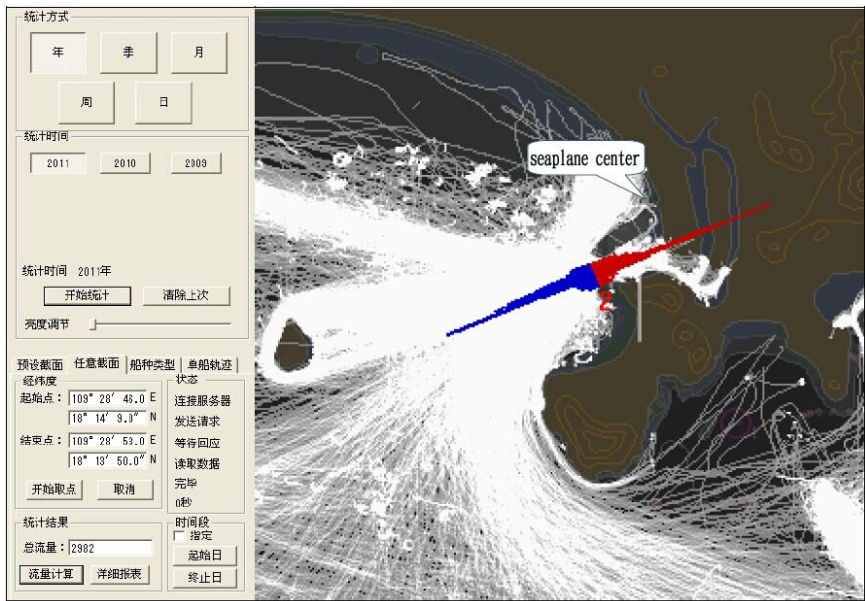 统计方式
年 季 月
周 日
统计时间
2011 2010 2009
统计时间 2011年
开始统计 清除上次
亮度调节
预设截面 任意截面 船种类型 单船轨迹
经纬度
起始点： 109° 28′ 46.0 E
18° 14′ 9.0″ N
结束点： 109° 28′ 53.0 E
18° 13′ 50.0″ N
开始取点 取消
状态
连接服务器
发送请求
等待回应
读取数据
完毕
0秒
统计结果
总流量： 2982
流量计算 详细报表
时间段
指定
起始日
终止日
seaplane center
2